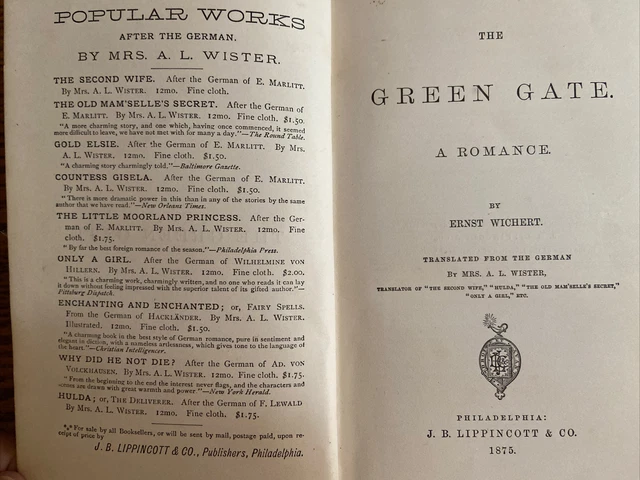 POPULAR WORKS
AFTER THE GERMAN,
BY MRS. A. L. WISTER.
THE SECOND WIFE. After the German of E. MARLITT.
By Mrs. A. L. WISTER. 12mo. Fine cloth.
THE OLD MAM'SELLE'S SECRET. After the German of
E. MARLITT. By Mrs. A. L. WISTER. 12mo. Fine cloth. $1.50.
"A more charming story, and one which, having once commenced, it seemed
more difficult to leave, we have not met with for many a day."—The Round Table.
GOLD ELSIE. After the German of E. MARLITT. By Mrs.
A. L. WISTER. 12mo. Fine cloth. $1.50.
"A charming story charmingly told."—Baltimore Gazette.
COUNTESS GISELA. After the German of E. MARLITT.
By Mrs. A. L. WISTER. 12mo. Fine cloth. $1.50.
"There is more dramatic power in this than in any of the stories by the same
author that we have read."—New Orleans Times.
THE LITTLE MOORLAND PRINCESS. After the Ger-
man of E. MARLITT. By Mrs. A. L. WISTER. 12mo. Fine
cloth. $1.75.
"By far the best foreign romance of the season."—Philadelphia Press.
ONLY A GIRL. After the German of WILHELMINE VON
HILLERN. By Mrs. A. L. WISTER. 12mo. Fine cloth. $2.00.
"This is a charming work, charmingly written, and no one who reads it can lay
it down without feeling impressed with the superior talent of its gifted author."—
Pittsburg Dispatch.
ENCHANTING AND ENCHANTED; or, FAIRY SPELLS.
From the German of HACKLÄNDER. By Mrs. A. L. WISTER.
Illustrated. 12mo. Fine cloth. $1.50.
"A charming book in the best style of German romance, pure in sentiment and
elegant in diction, with a nameless artlessness, which gives tone to the language of
the heart."—Christian Intelligencer.
WHY DID HE NOT DIE? After the German of AD. VON
VOLCKHAUSEN. By Mrs. A. L. WISTER. 12mo. Fine cloth. $1.75.
"From the beginning to the end the interest never flags, and the characters and
scenes are drawn with great warmth and power."—New York Herald.
HULDA; or, THE DELIVERER. After the German of F. LEWALD
By Mrs. A. L. WISTER. 12mo. Fine cloth. $1.75.
*** For sale by all Booksellers, or will be sent by mail, postage paid, upon re-
ceipt of price by
J. B. LIPPINCOTT & CO., Publishers, Philadelphia.
THE
GREEN GATE.
A ROMANCE.
BY
ERNST WICHERT.
TRANSLATED FROM THE GERMAN
BY MRS. A. L. WISTER,
TRANSLATOR OF "THE SECOND WIFE," "HULDA," "THE OLD MAM'SELLE'S SECRET,"
"ONLY A GIRL," ETC.
PHILADELPHIA:
J. B. LIPPINCOTT & CO.
1875.